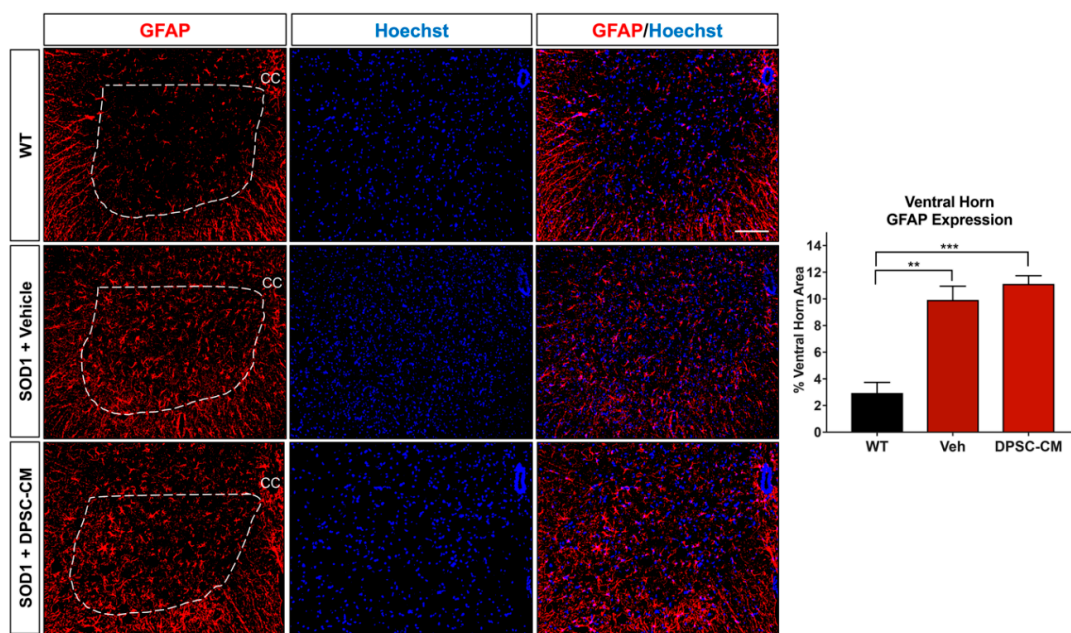 GFAP
Hoechst
GFAP/Hoechst
WT
CC
SOD1 + Vehicle
CC
SOD1 + DPSC-CM
CC
Ventral Horn
GFAP Expression
% Ventral Horn Area
14
12
10
8
6
4
2
0
**
***
WT
Veh
DPSC-CM